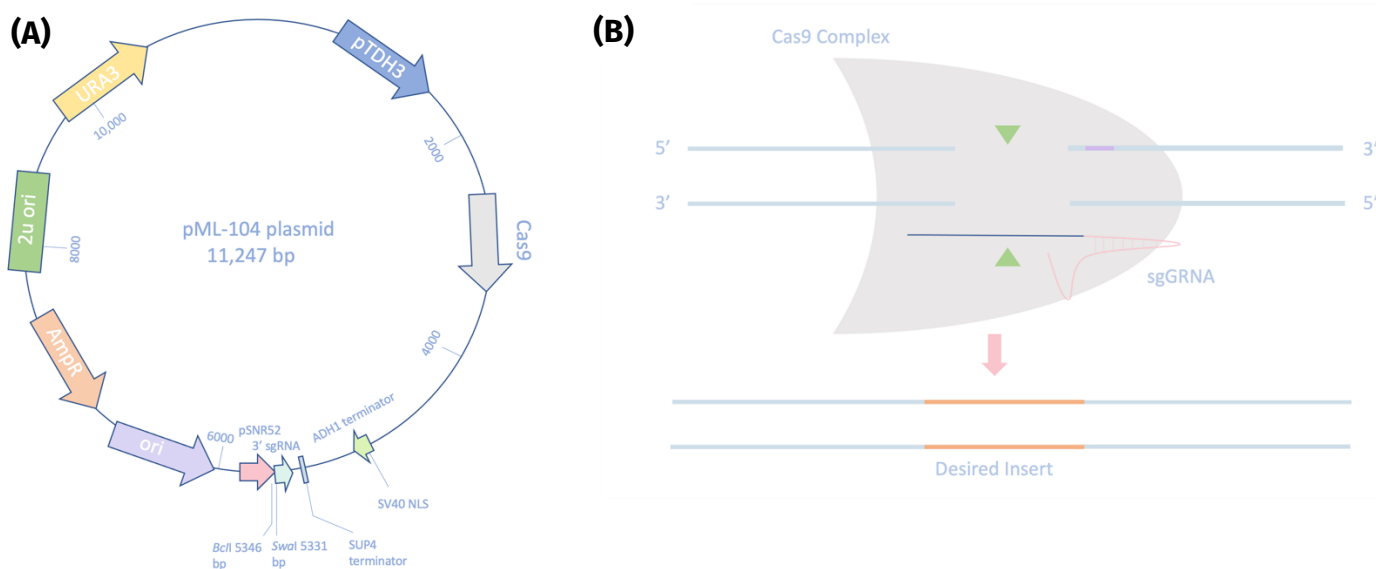 (A)
pTDH3
URA3
10,000
2000
2u ori
pML-104 plasmid
11,247 bp
Cas9
8000
AmpR
4000
ori
6000
pSNR52
3' sgRNA
ADH1 terminator
SV40 NLS
BclI 5346
bp
SwaI 5331
bp
SUP4
terminator
(B)
Cas9 Complex
5'
3'
3'
5'
sgGRNA
Desired Insert